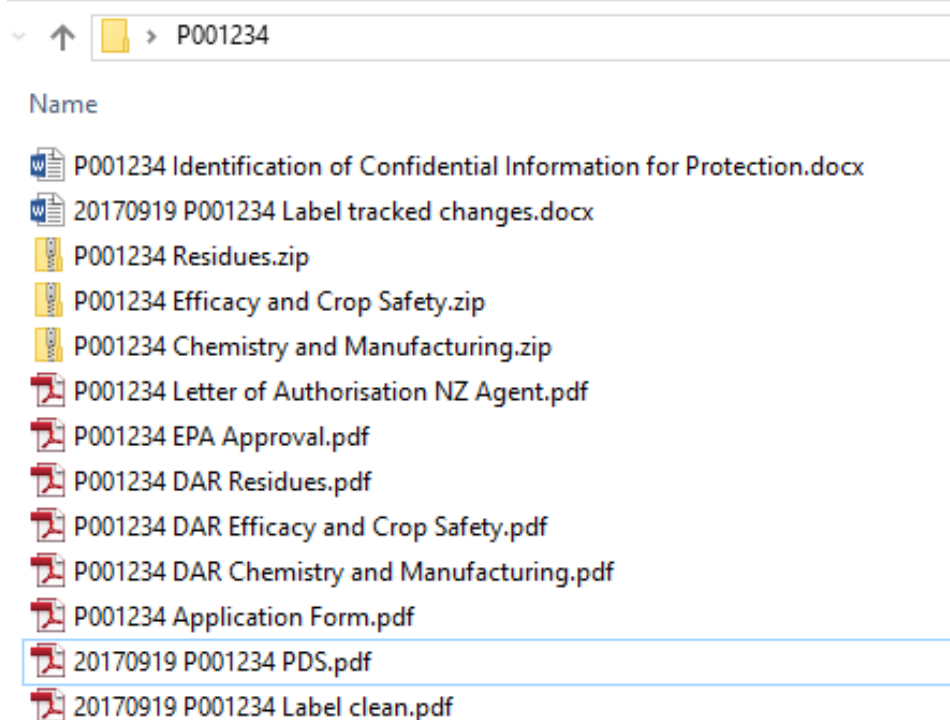 P001234
Name
P001234 Identification of Confidential Information for Protection.docx
20170919 P001234 Label tracked changes.docx
P001234 Residues.zip
P001234 Efficacy and Crop Safety.zip
P001234 Chemistry and Manufacturing.zip
P001234 Letter of Authorisation NZ Agent.pdf
P001234 EPA Approval.pdf
P001234 DAR Residues.pdf
P001234 DAR Efficacy and Crop Safety.pdf
P001234 DAR Chemistry and Manufacturing.pdf
P001234 Application Form.pdf
20170919 P001234 PDS.pdf
20170919 P001234 Label clean.pdf